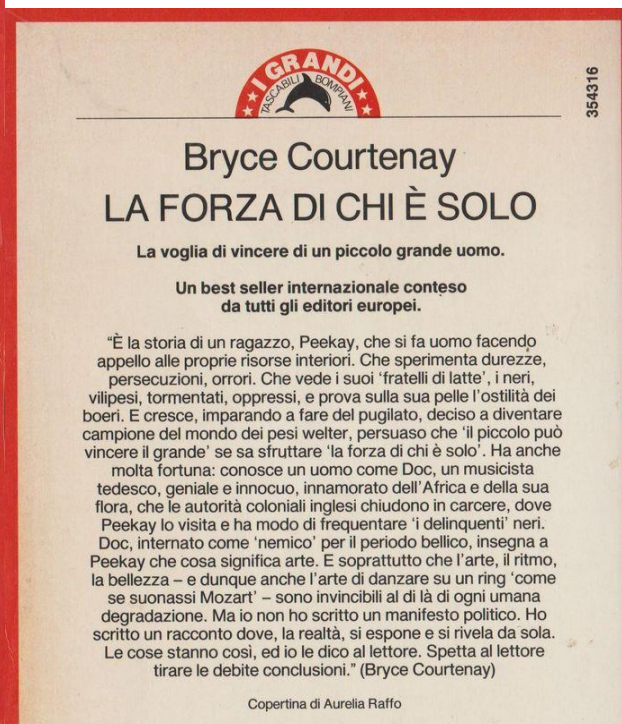 I GRANDI
TASCABILI BOMPIANI
354316
Bryce Courtenay
LA FORZA DI CHI È SOLO
La voglia di vincere di un piccolo grande uomo.
Un best seller internazionale conteso
da tutti gli editori europei.
"È la storia di un ragazzo, Peekay, che si fa uomo facendo
appello alle proprie risorse interiori. Che sperimenta durezze,
persecuzioni, orrori. Che vede i suoi 'fratelli di latte', i neri,
vilipesi, tormentati, oppressi, e prova sulla sua pelle l'ostilità dei
boeri. E cresce, imparando a fare del pugilato, deciso a diventare
campione del mondo dei pesi welter, persuaso che 'il piccolo può
vincere il grande' se sa sfruttare 'la forza di chi è solo'. Ha anche
molta fortuna: conosce un uomo come Doc, un musicista
tedesco, geniale e innocuo, innamorato dell'Africa e della sua
flora, che le autorità coloniali inglesi chiudono in carcere, dove
Peekay lo visita e ha modo di frequentare 'i delinquenti' neri.
Doc, internato come 'nemico' per il periodo bellico, insegna a
Peekay che cosa significa arte. E soprattutto che l'arte, il ritmo,
la bellezza – e dunque anche l'arte di danzare su un ring 'come
se suonassi Mozart' – sono invincibili al di là di ogni umana
degradazione. Ma io non ho scritto un manifesto politico. Ho
scritto un racconto dove, la realtà, si espone e si rivela da sola.
Le cose stanno così, ed io le dico al lettore. Spetta al lettore
tirare le debite conclusioni." (Bryce Courtenay)
Copertina di Aurelia Raffo